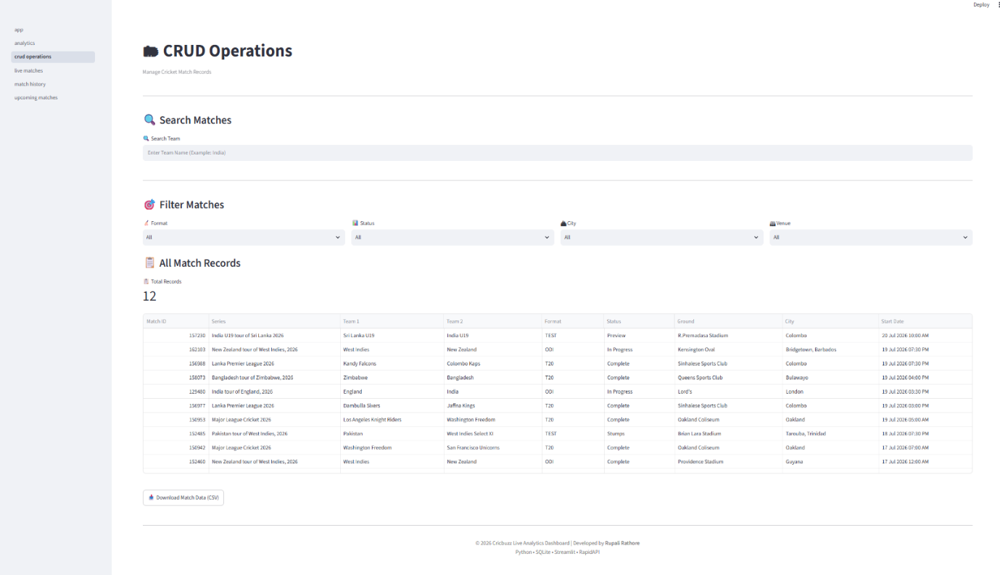 Deploy
app
analytics
crud operations
live matches
match history
upcoming matches
CRUD Operations
Manage Cricket Match Records
Search Matches
Search Team
Enter Team Name (Example: India)
Filter Matches
Format Status City Venue
All All All All
All Match Records
Total Records
12
Match ID Series Team 1 Team 2 Format Status Ground City Start Date
157230 India U19 tour of Sri Lanka 2026 Sri Lanka U19 India U19 TEST Preview R.Premadasa Stadium Colombo 20 Jul 2026 10:00 AM
162103 New Zealand tour of West Indies, 2026 West Indies New Zealand ODI In Progress Kensington Oval Bridgetown, Barbados 19 Jul 2026 07:30 PM
156988 Lanka Premier League 2026 Kandy Falcons Colombo Kaps T20 Complete Sinhalese Sports Club Colombo 19 Jul 2026 07:30 PM
158073 Bangladesh tour of Zimbabwe, 2026 Zimbabwe Bangladesh T20 Complete Queens Sports Club Bulawayo 19 Jul 2026 04:00 PM
129480 India tour of England, 2026 England India ODI In Progress Lord's London 19 Jul 2026 03:30 PM
156977 Lanka Premier League 2026 Dambulla Sixers Jaffna Kings T20 Complete Sinhalese Sports Club Colombo 19 Jul 2026 03:00 PM
150953 Major League Cricket 2026 Los Angeles Knight Riders Washington Freedom T20 Complete Oakland Coliseum Oakland 19 Jul 2026 05:00 AM
152485 Pakistan tour of West Indies, 2026 Pakistan West Indies Select XI TEST Stumps Brian Lara Stadium Tarouba, Trinidad 18 Jul 2026 07:30 PM
150942 Major League Cricket 2026 Washington Freedom San Francisco Unicorns T20 Complete Oakland Coliseum Oakland 17 Jul 2026 07:00 AM
152460 New Zealand tour of West Indies, 2026 West Indies New Zealand ODI Complete Providence Stadium Guyana 17 Jul 2026 12:00 AM
Download Match Data (CSV)
© 2026 Cricbuzz Live Analytics Dashboard | Developed by Rupali Rathore
Python • SQLite • Streamlit • RapidAPI